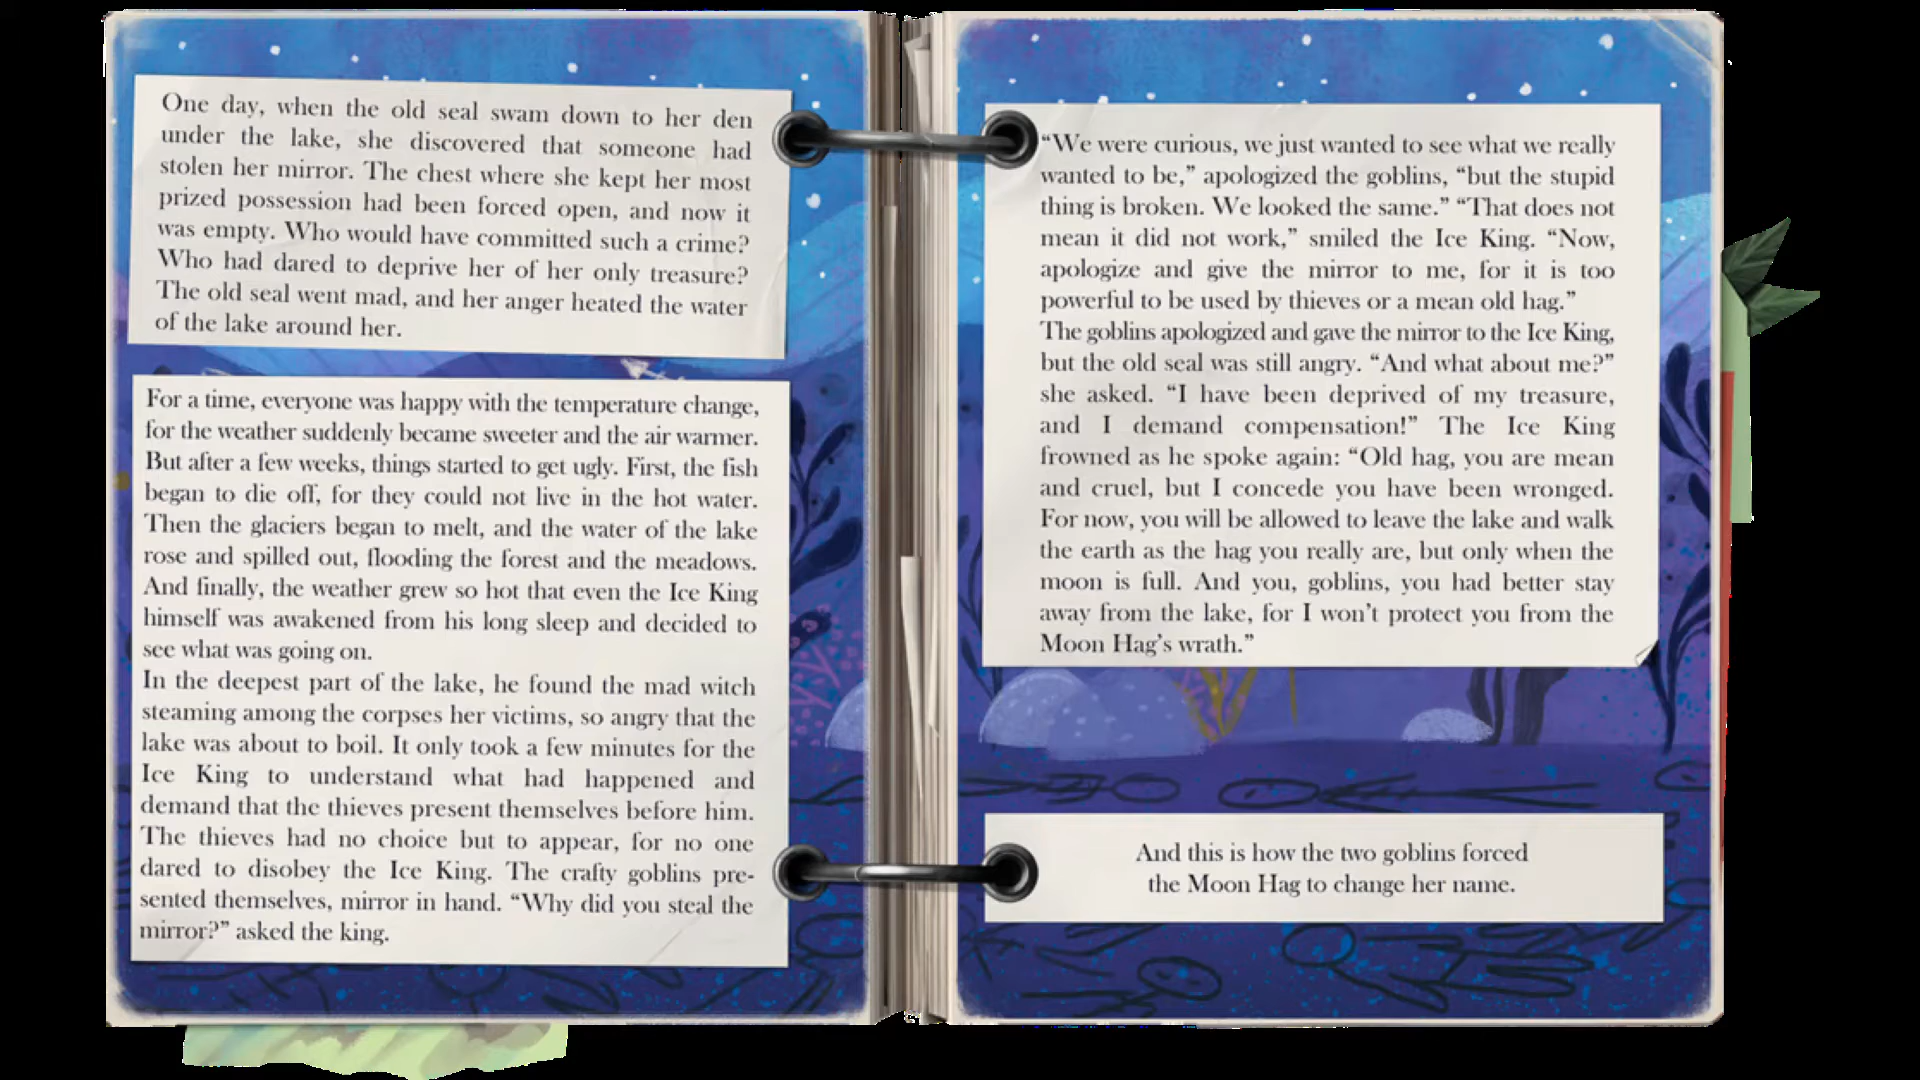 One day, when the old seal swam down to her den
under the lake, she discovered that someone had
stolen her mirror. The chest where she kept her most
prized possession had been forced open, and now it
was empty. Who would have committed such a crime?
Who had dared to deprive her of her only treasure?
The old seal went mad, and her anger heated the water
of the lake around her.
For a time, everyone was happy with the temperature change,
for the weather suddenly became sweeter and the air warmer.
But after a few weeks, things started to get ugly. First, the fish
began to die off, for they could not live in the hot water.
Then the glaciers began to melt, and the water of the lake
rose and spilled out, flooding the forest and the meadows.
And finally, the weather grew so hot that even the Ice King
himself was awakened from his long sleep and decided to
see what was going on.
In the deepest part of the lake, he found the mad witch
steaming among the corpses her victims, so angry that the
lake was about to boil. It only took a few minutes for the
Ice King to understand what had happened and
demand that the thieves present themselves before him.
The thieves had no choice but to appear, for no one
dared to disobey the Ice King. The crafty goblins pre-
sented themselves, mirror in hand. “Why did you steal the
mirror?” asked the king.
“We were curious, we just wanted to see what we really
wanted to be,” apologized the goblins, “but the stupid
thing is broken. We looked the same.” “That does not
mean it did not work,” smiled the Ice King. “Now,
apologize and give the mirror to me, for it is too
powerful to be used by thieves or a mean old hag.”
The goblins apologized and gave the mirror to the Ice King,
but the old seal was still angry. “And what about me?”
she asked. “I have been deprived of my treasure,
and I demand compensation!” The Ice King
frowned as he spoke again: “Old hag, you are mean
and cruel, but I concede you have been wronged.
For now, you will be allowed to leave the lake and walk
the earth as the hag you really are, but only when the
moon is full. And you, goblins, you had better stay
away from the lake, for I won’t protect you from the
Moon Hag’s wrath.”
And this is how the two goblins forced
the Moon Hag to change her name.